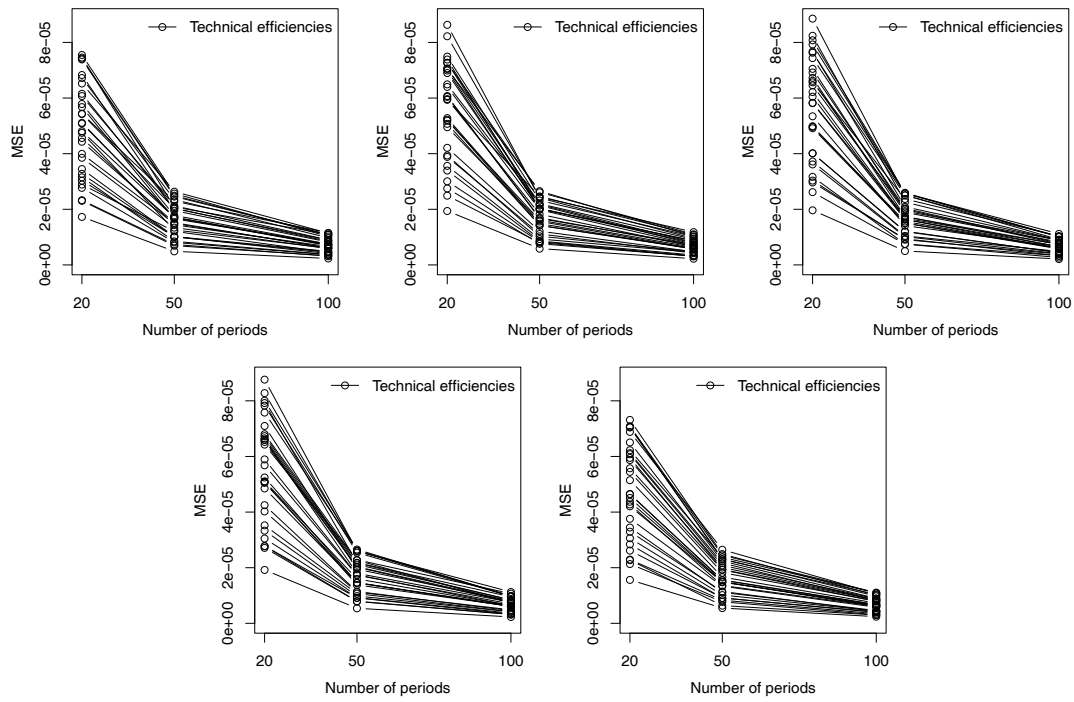 Technical efficiencies
MSE
0e+00 2e-05 4e-05 6e-05 8e-05
20 50 100
Number of periods
Technical efficiencies
MSE
0e+00 2e-05 4e-05 6e-05 8e-05
20 50 100
Number of periods
Technical efficiencies
MSE
0e+00 2e-05 4e-05 6e-05 8e-05
20 50 100
Number of periods
Technical efficiencies
MSE
0e+00 2e-05 4e-05 6e-05 8e-05
20 50 100
Number of periods
Technical efficiencies
MSE
0e+00 2e-05 4e-05 6e-05 8e-05
20 50 100
Number of periods